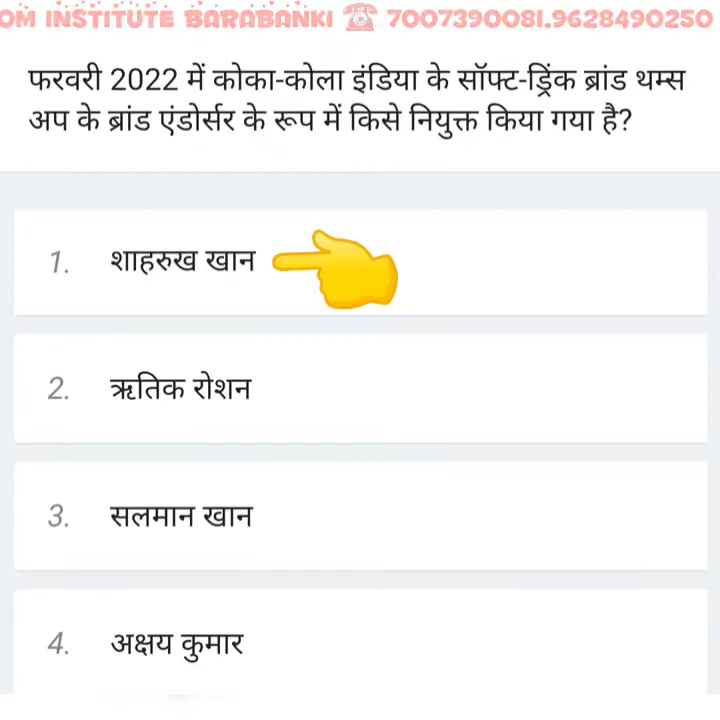 OM INSTITUTE BARABANKI ☎ 7007390081.9628490250
फरवरी 2022 में कोका-कोला इंडिया के सॉफ्ट-ड्रिंक ब्रांड थम्स
अप के ब्रांड एंडोर्सर के रूप में किसे नियुक्त किया गया है?
1. शाहरुख खान
2. ऋतिक रोशन
3. सलमान खान
4. अक्षय कुमार